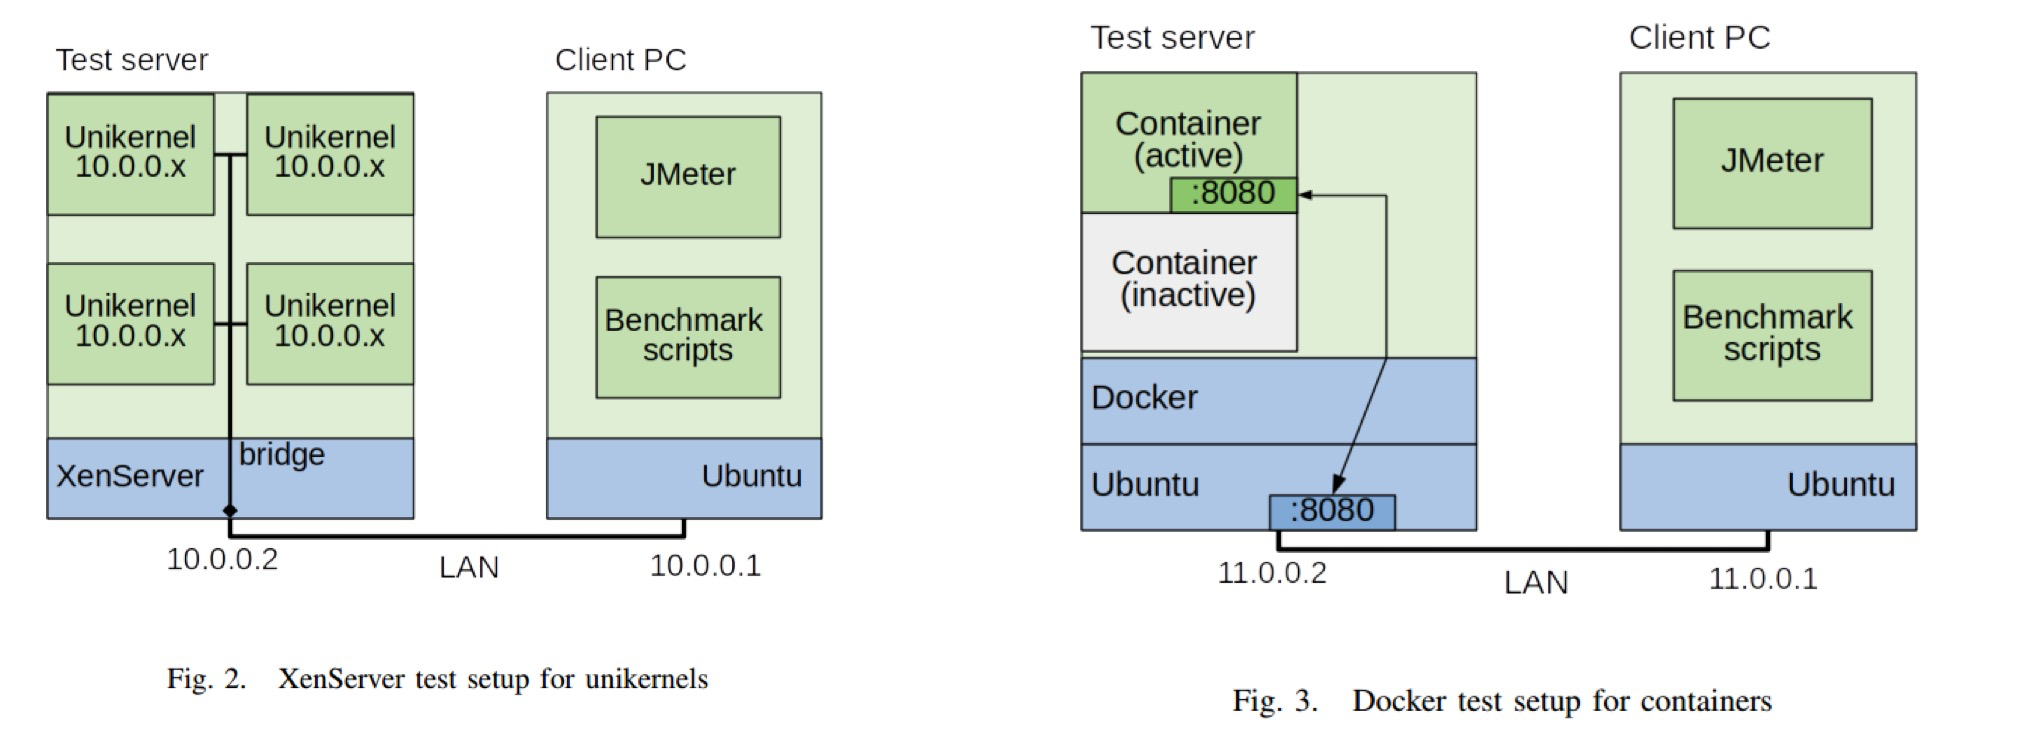 Test server
Client PC
Unikernel
10.0.0.x
Unikernel
10.0.0.x
Unikernel
10.0.0.x
Unikernel
10.0.0.x
bridge
XenServer
JMeter
Benchmark
scripts
Ubuntu
10.0.0.2
LAN
10.0.0.1
Fig. 2. XenServer test setup for unikernels
Test server
Client PC
Container
(active)
:8080
Container
(inactive)
Docker
Ubuntu
:8080
JMeter
Benchmark
scripts
Ubuntu
11.0.0.2
LAN
11.0.0.1
Fig. 3. Docker test setup for containers